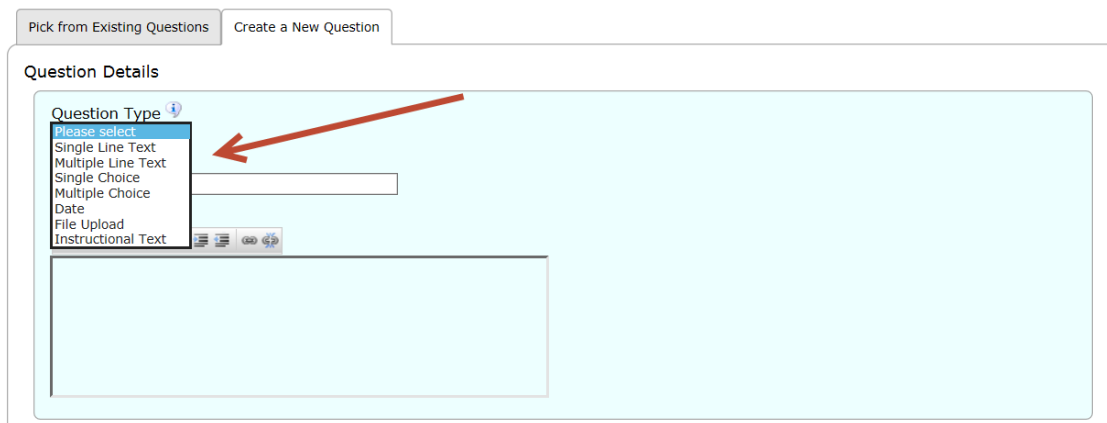 Pick from Existing Questions
Create a New Question
Question Details
Question Type
Please select
Single Line Text
Multiple Line Text
Single Choice
Multiple Choice
Date
File Upload
Instructional Text